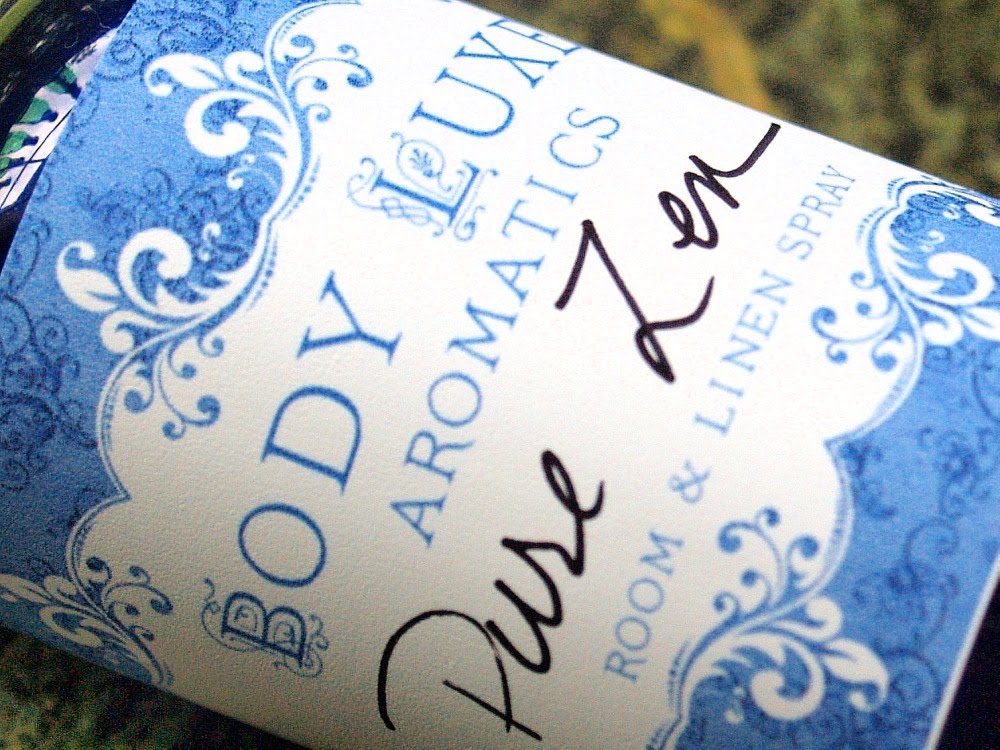 BODY LUXE
AROMATICS
Pure Zen
ROOM & LINEN SPRAY